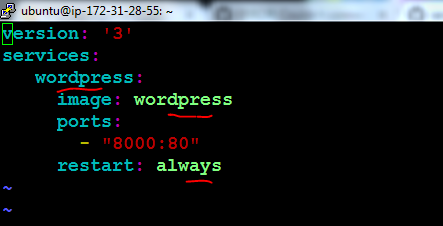 ubuntu@ip-172-31-28-55: ~
version: '3'
services:
   wordpress:
     image: wordpress
     ports:
       - "8000:80"
     restart: always
~
~